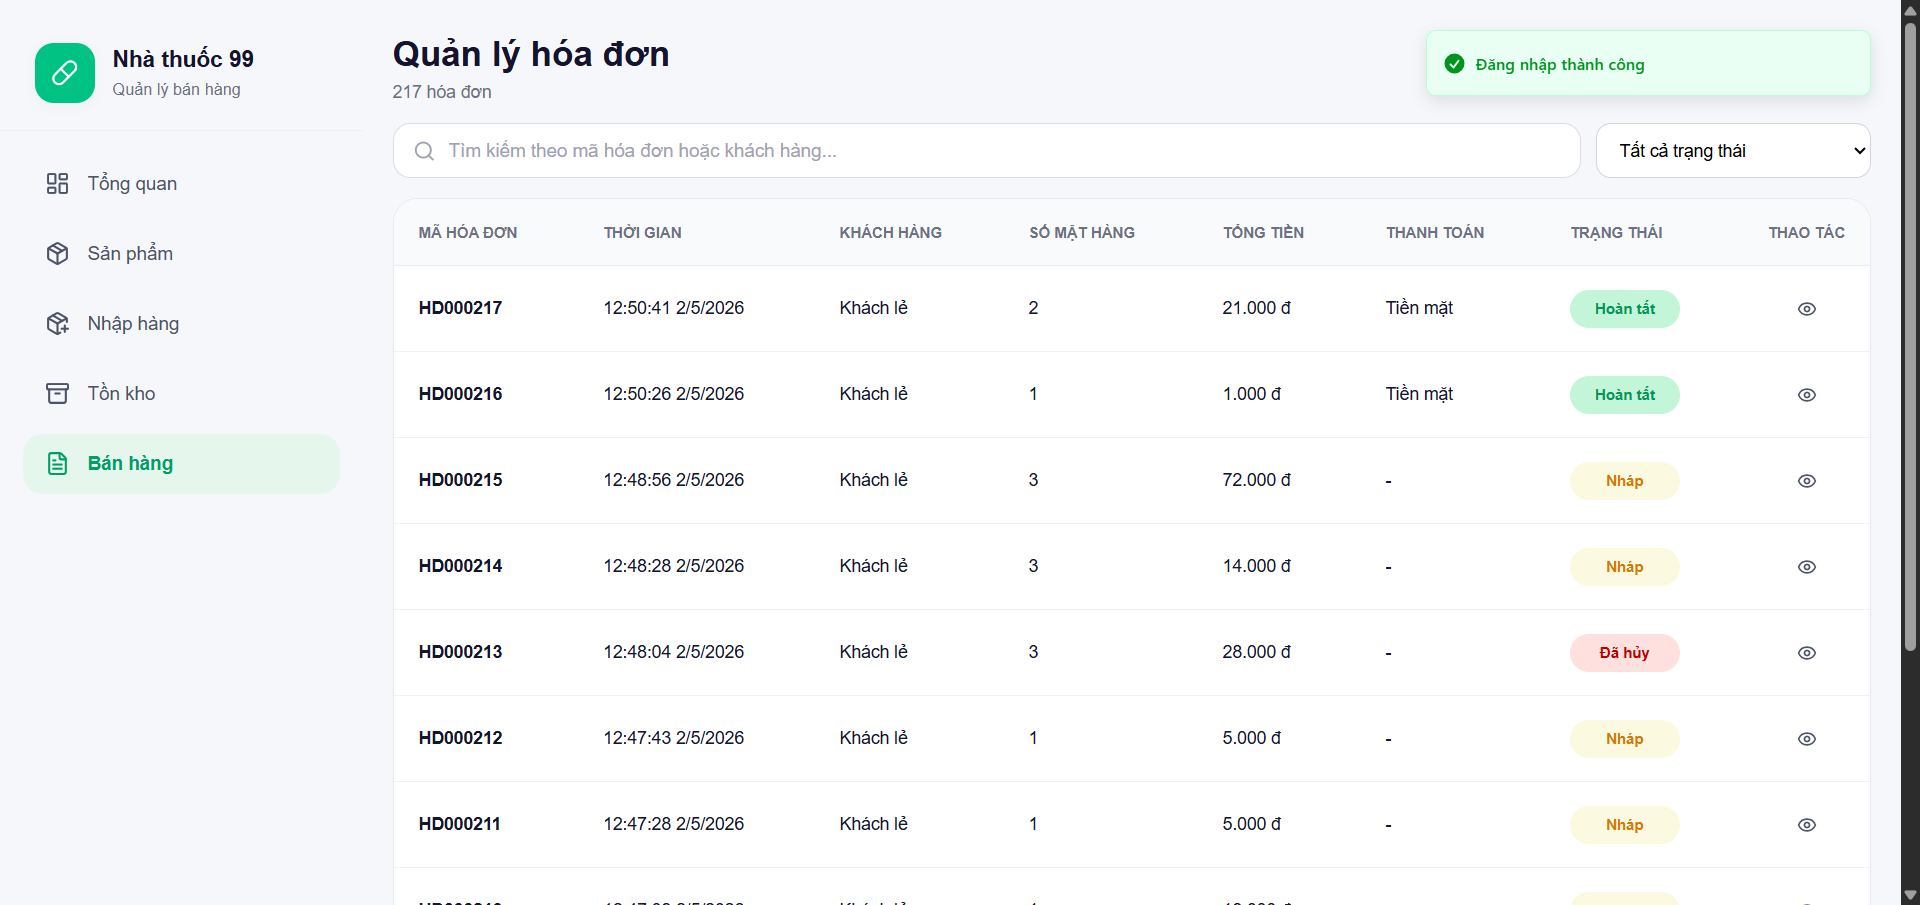 Nhà thuốc 99
Quản lý bán hàng
Tổng quan
Sản phẩm
Nhập hàng
Tồn kho
Bán hàng
Quản lý hóa đơn
217 hóa đơn
Đăng nhập thành công
Tìm kiếm theo mã hóa đơn hoặc khách hàng...
Tất cả trạng thái
MÃ HÓA ĐƠN THỜI GIAN KHÁCH HÀNG SỐ MẶT HÀNG TỔNG TIỀN THANH TOÁN TRẠNG THÁI THAO TÁC
HD000217 12:50:41 2/5/2026 Khách lẻ 2 21.000 đ Tiền mặt Hoàn tất
HD000216 12:50:26 2/5/2026 Khách lẻ 1 1.000 đ Tiền mặt Hoàn tất
HD000215 12:48:56 2/5/2026 Khách lẻ 3 72.000 đ - Nháp
HD000214 12:48:28 2/5/2026 Khách lẻ 3 14.000 đ - Nháp
HD000213 12:48:04 2/5/2026 Khách lẻ 3 28.000 đ - Đã hủy
HD000212 12:47:43 2/5/2026 Khách lẻ 1 5.000 đ - Nháp
HD000211 12:47:28 2/5/2026 Khách lẻ 1 5.000 đ - Nháp